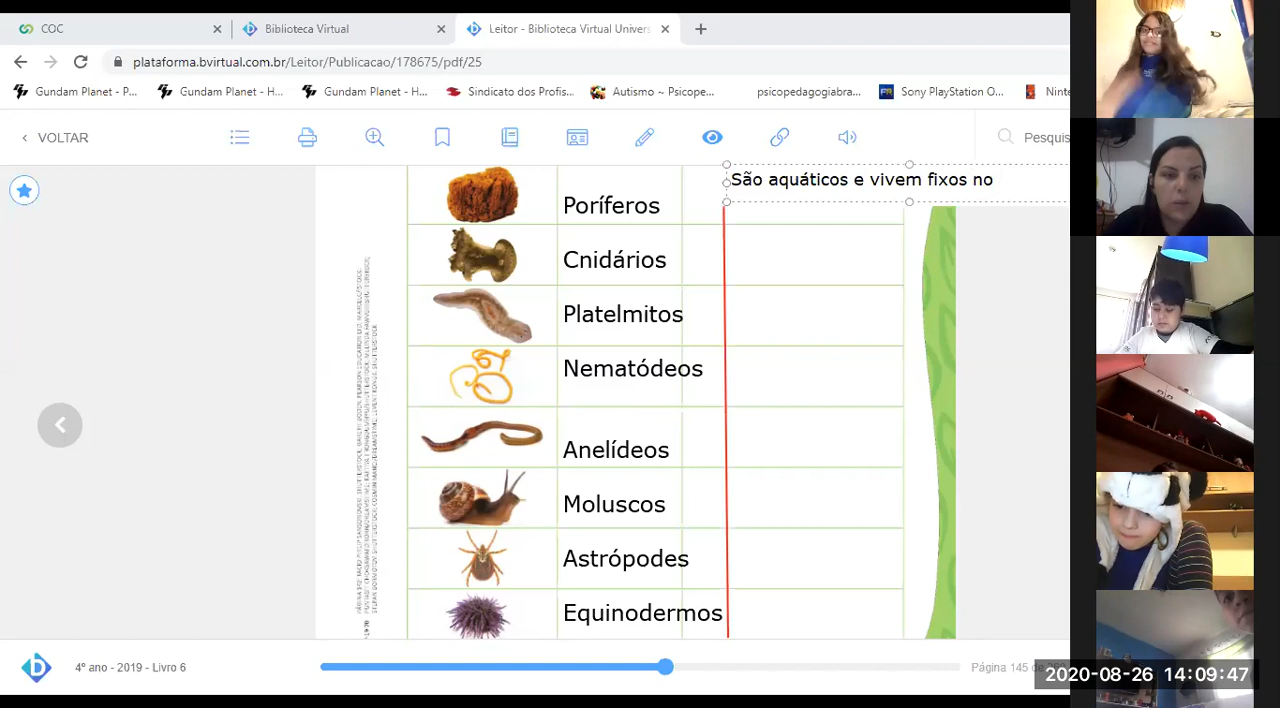 COC
Biblioteca Virtual
Leitor - Biblioteca Virtual Univers
plataforma.bvirtual.com.br/Leitor/Publicacao/178675/pdf/25
Gundam Planet - P...
Gundam Planet - H...
Gundam Planet - H...
Sindicato dos Profis...
Autismo ~ Psicope...
psicopedagogiabra...
Sony PlayStation O...
Ninte
VOLTAR
Pesquis
São aquáticos e vivem fixos no
Poríferos
Cnidários
Platelmitos
Nematódeos
Anelídeos
Moluscos
Astrópodes
Equinodermos
4º ano - 2019 - Livro 6
Página 145 de
2020-08-26 14:09:47